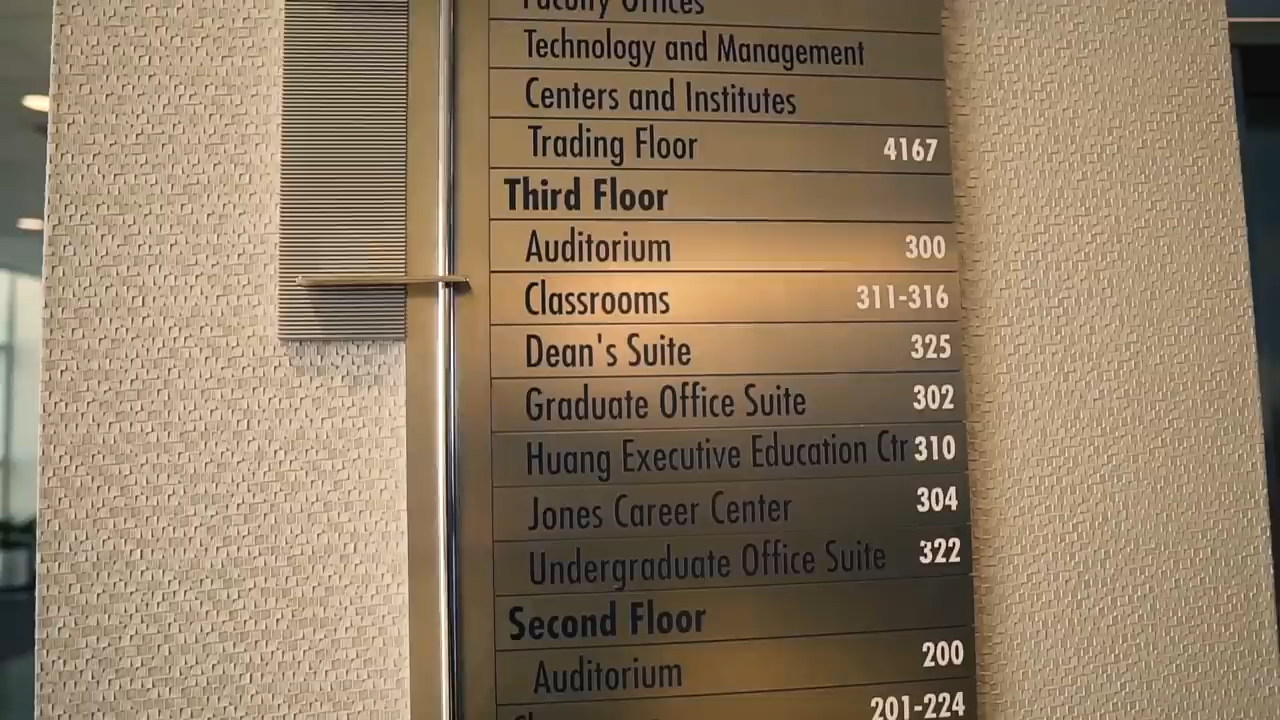 Faculty Offices
Technology and Management
Centers and Institutes
Trading Floor 4167
Third Floor
Auditorium 300
Classrooms 311-316
Dean's Suite 325
Graduate Office Suite 302
Huang Executive Education Ctr 310
Jones Career Center 304
Undergraduate Office Suite 322
Second Floor
Auditorium 200
201-224